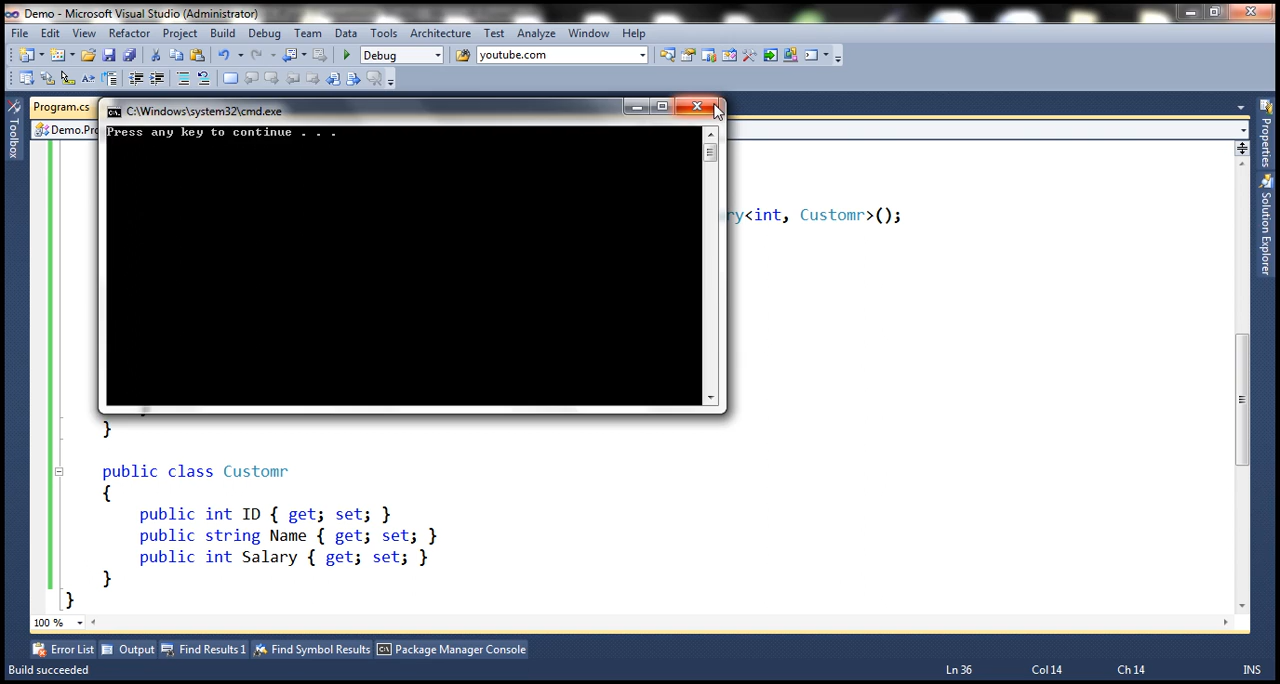 Demo - Microsoft Visual Studio (Administrator)
File Edit View Refactor Project Build Debug Team Data Tools Architecture Test Analyze Window Help
Debug youtube.com
Program.cs
C:\Windows\system32\cmd.exe
Demo.Pro
Press any key to continue . . .
Toolbox
Properties
Solution Explorer
ry<int, Customr>();
}
public class Customr
{
public int ID { get; set; }
public string Name { get; set; }
public int Salary { get; set; }
}
}
100 %
Error List Output Find Results 1 Find Symbol Results Package Manager Console
Build succeeded Ln 36 Col 14 Ch 14 INS